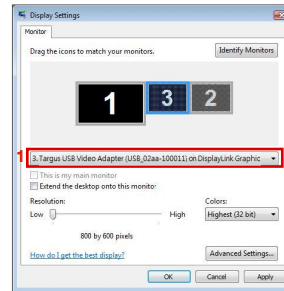 Display Settings
Monitor
Drag the icons to match your monitors.
Identify Monitors
1
3
2
1
3. Targus USB Video Adapter (USB_02aa-100011) on DisplayLink Graphic
This is my main monitor
Extend the desktop onto this monitor
Resolution:
Colors:
Low
High
Highest (32 bit)
800 by 600 pixels
How do I get the best display?
Advanced Settings...
OK
Cancel
Apply